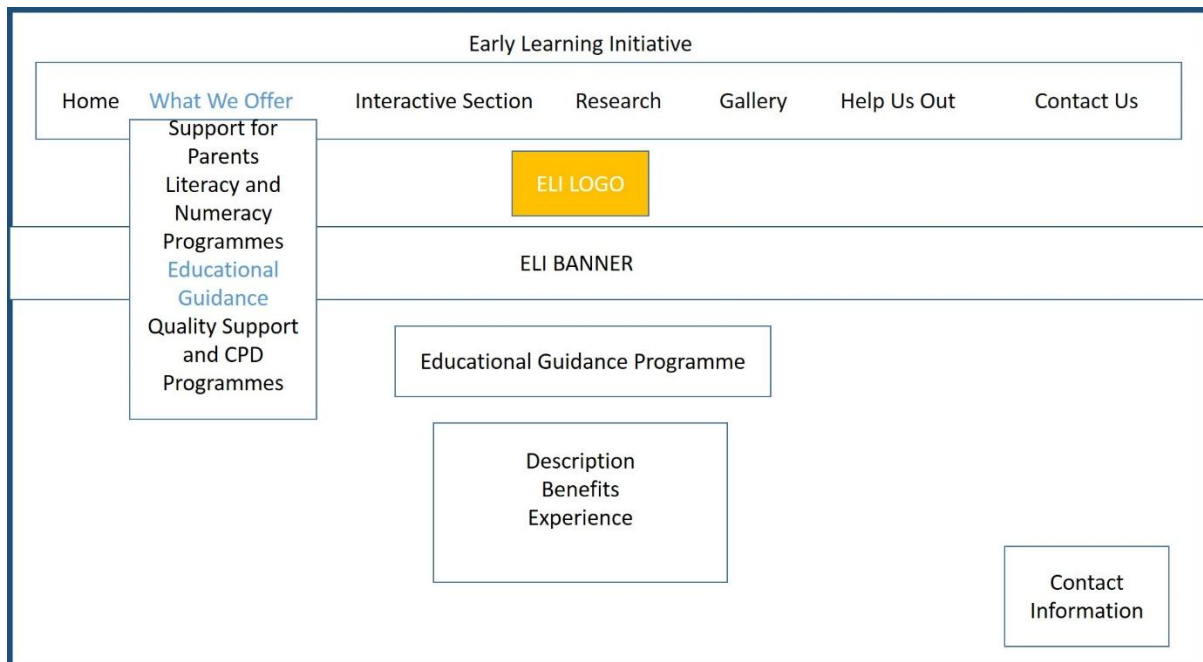 Early Learning Initiative
Home What We Offer Interactive Section Research Gallery Help Us Out Contact Us
Support for
Parents
Literacy and
Numeracy
Programmes
Educational
Guidance
Quality Support
and CPD
Programmes
ELI LOGO
ELI BANNER
Educational Guidance Programme
Description
Benefits
Experience
Contact
Information